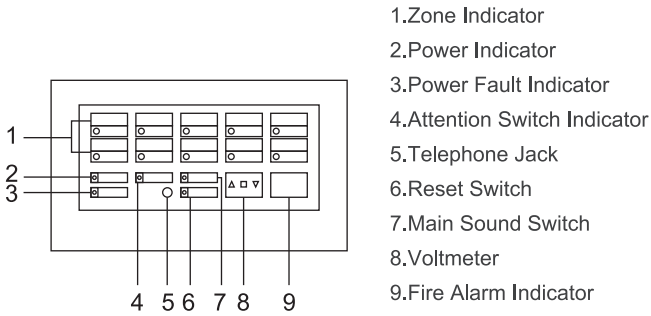 1.Zone Indicator
2.Power Indicator
3.Power Fault Indicator
4.Attention Switch Indicator
5.Telephone Jack
6.Reset Switch
7.Main Sound Switch
8.Voltmeter
9.Fire Alarm Indicator
1
2
3
4 5 6 7 8 9